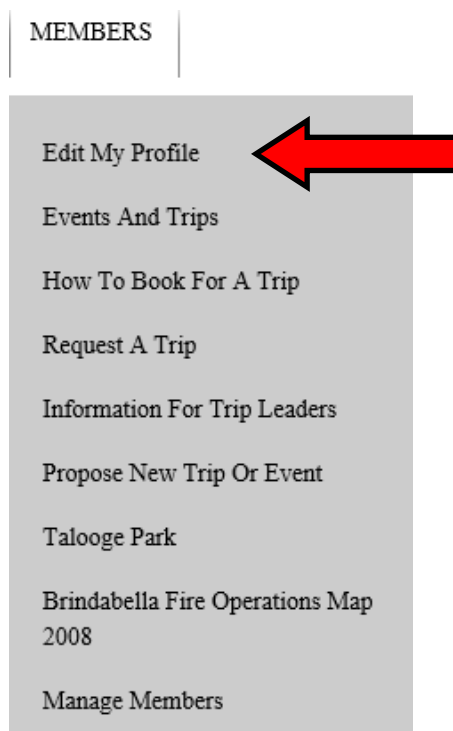 MEMBERS
Edit My Profile
Events And Trips
How To Book For A Trip
Request A Trip
Information For Trip Leaders
Propose New Trip Or Event
Talooge Park
Brindabella Fire Operations Map
2008
Manage Members